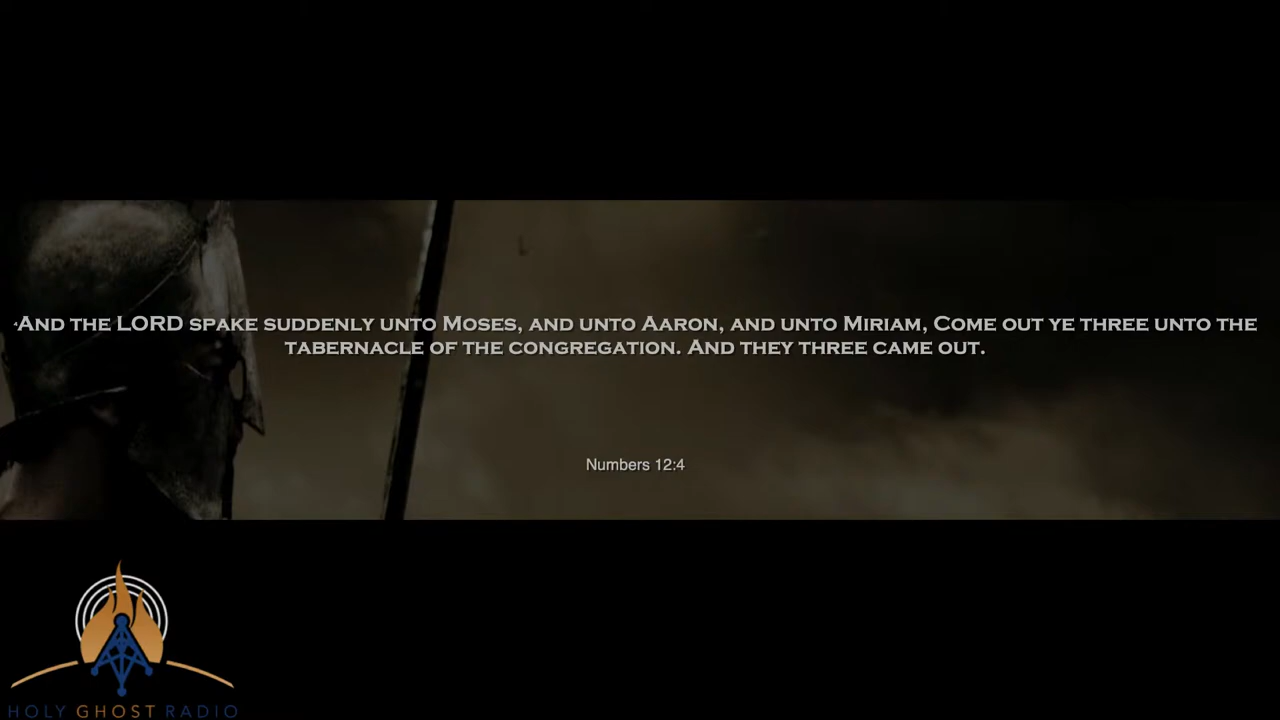 And the LORD spake suddenly unto Moses, and unto Aaron, and unto Miriam, Come out ye three unto the
tabernacle of the congregation. And they three came out.
Numbers 12:4
HOLY GHOST RADIO